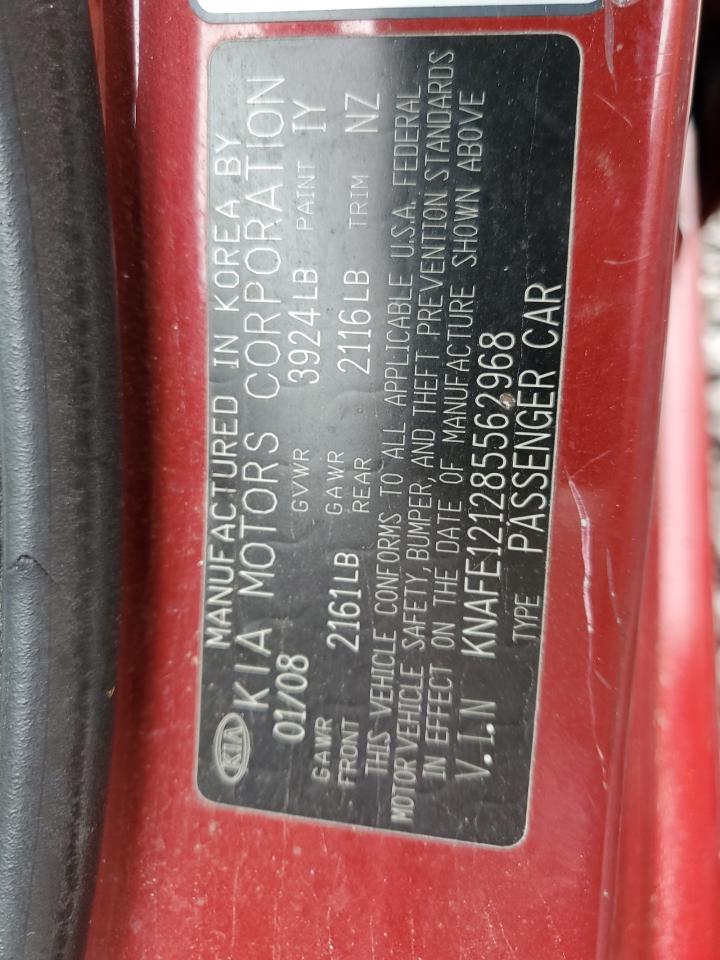 MANUFACTURED IN KOREA BY
KIA KIA MOTORS CORPORATION
01/08 GVWR 3924LB PAINT IY
GAWR FRONT 2161LB GAWR REAR 2116LB TRIM NZ
THIS VEHICLE CONFORMS TO ALL APPLICABLE U.S.A. FEDERAL
MOTOR VEHICLE SAFETY, BUMPER, AND THEFT PREVENTION STANDARDS
IN EFFECT ON THE DATE OF MANUFACTURE SHOWN ABOVE
V.I.N KNAFE121285562968
TYPE PASSENGER CAR